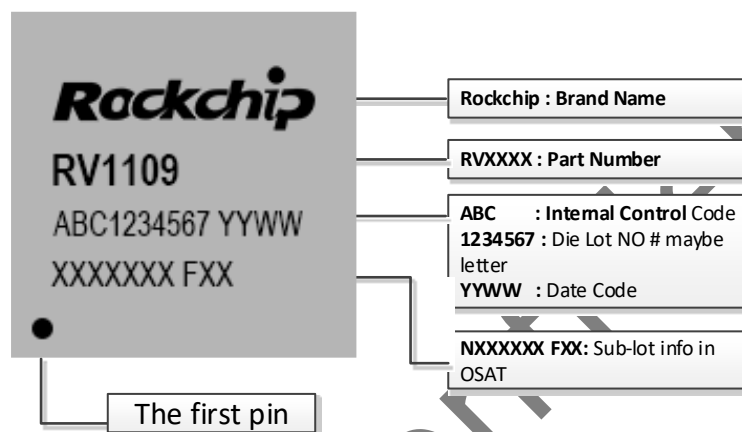 Rockchip
RV1109
ABC1234567 YYWW
XXXXXXX FXX
The first pin
Rockchip : Brand Name
RVXXXX : Part Number
ABC : Internal Control Code
1234567 : Die Lot NO # maybe
letter
YYWW : Date Code
NXXXXXX FXX: Sub-lot info in
OSAT